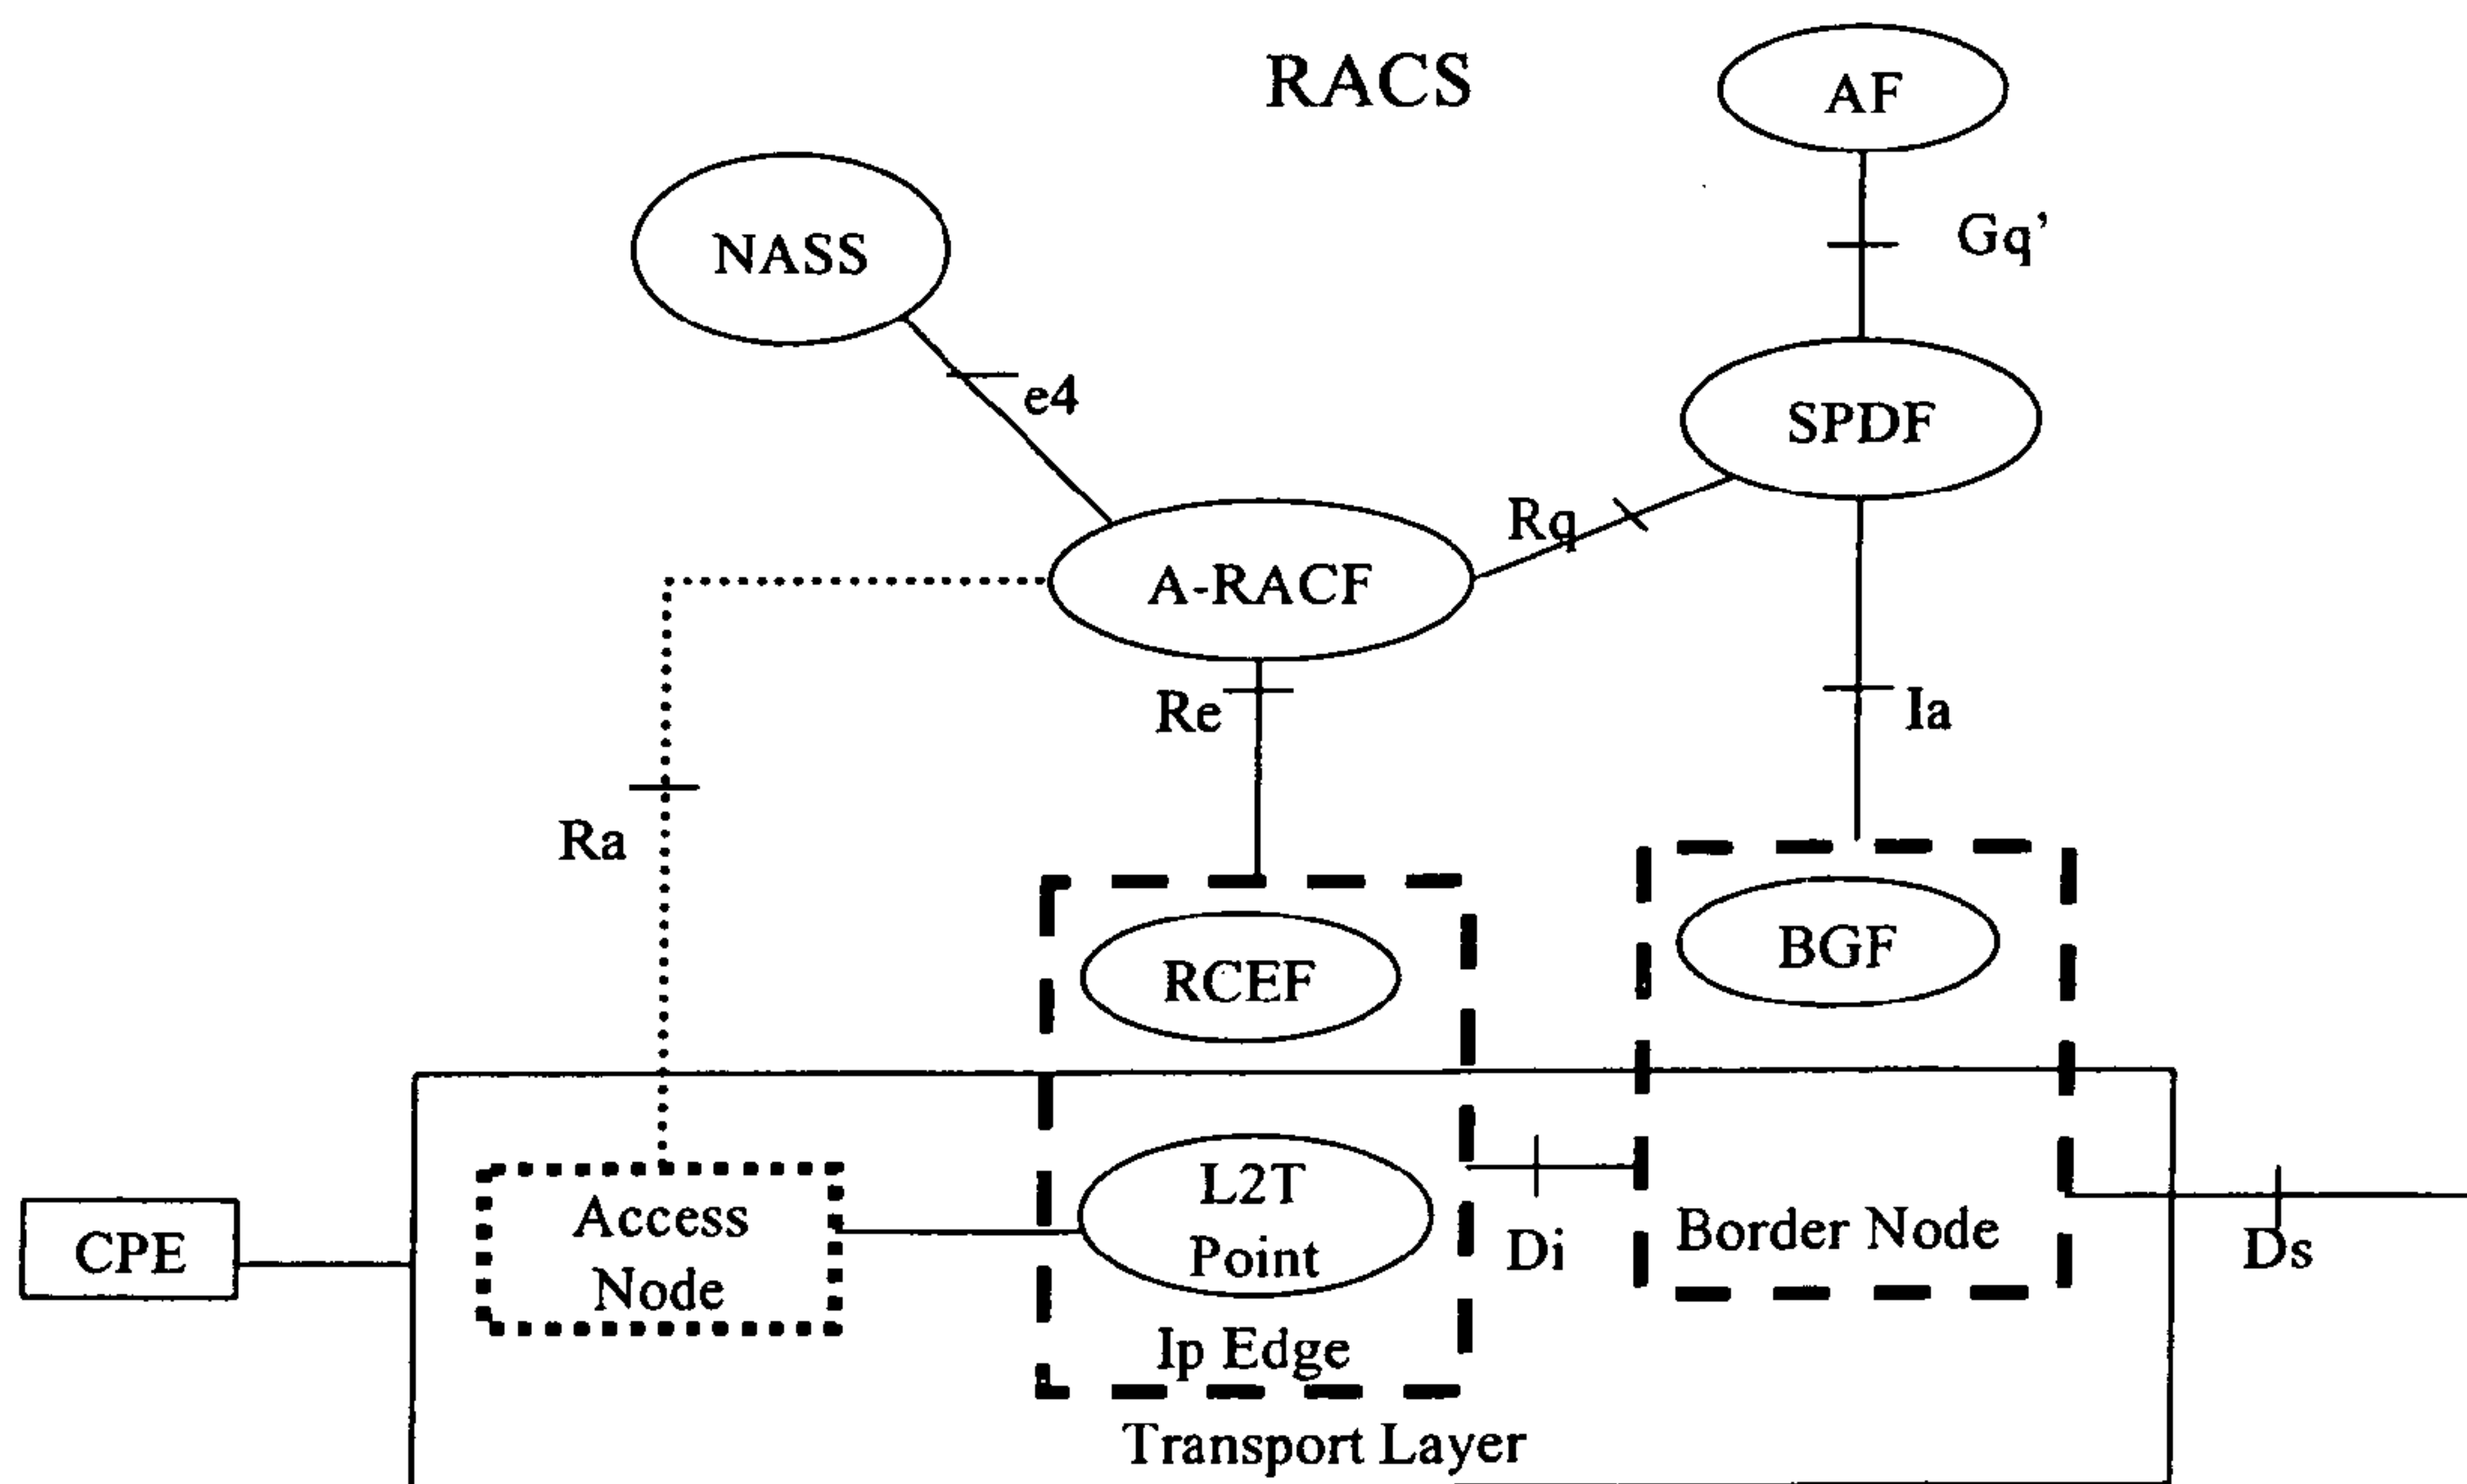 RACS
AF
Gq’
NASS
e4
SPDF
Rq
A-RACF
Re
Ia
Ra
RCEF
BGF
CPE
Access
Node
L2T
Point
Di
Border Node
Ds
Ip Edge
Transport Layer